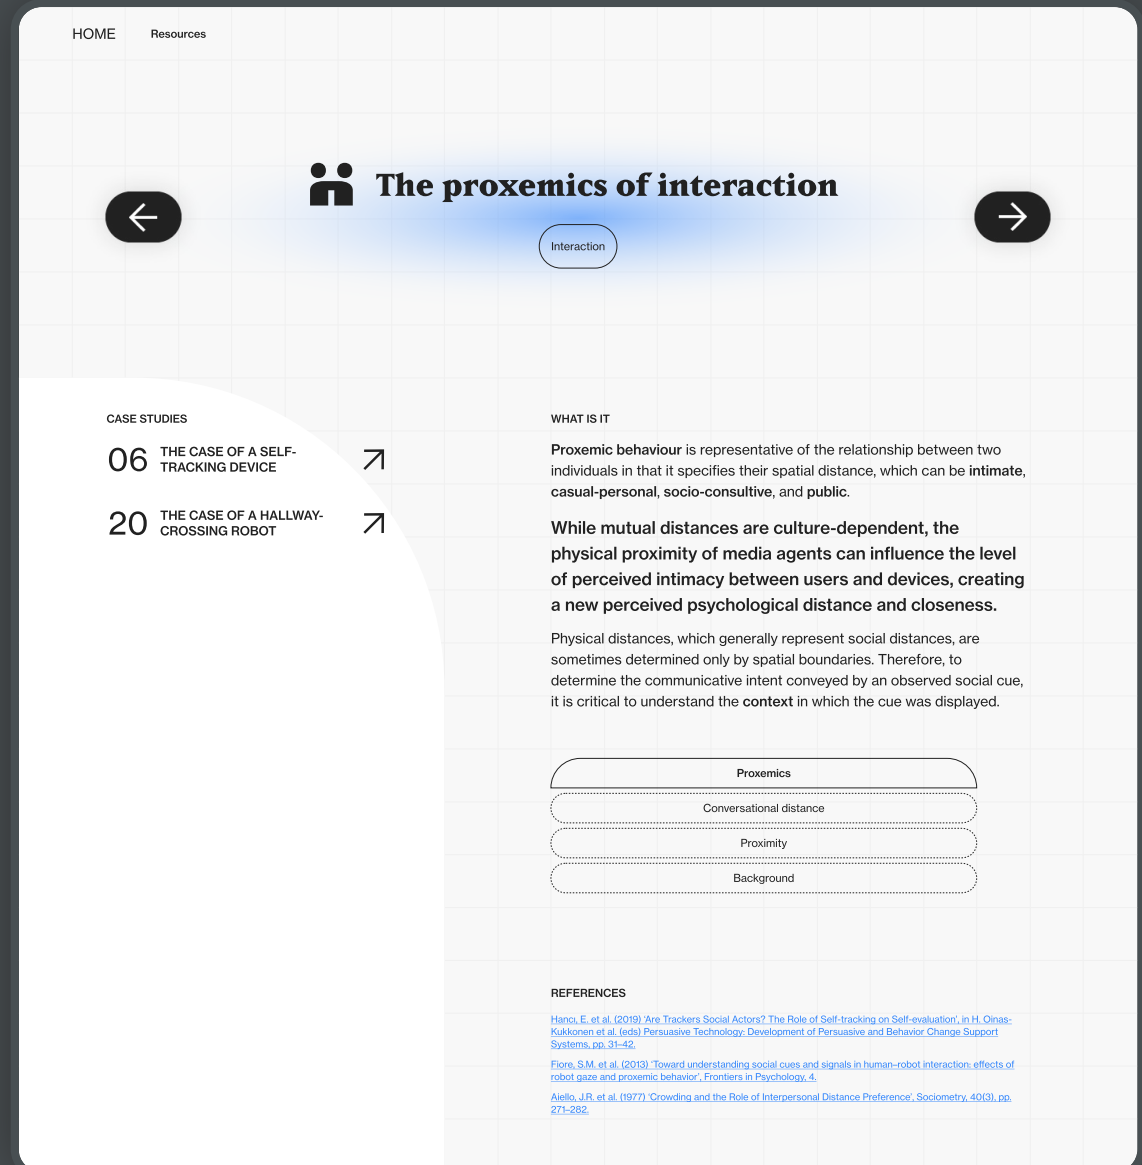 HOME
Resources
The proxemics of interaction
Interaction
CASE STUDIES
06
THE CASE OF A SELF-
TRACKING DEVICE
20
THE CASE OF A HALLWAY-
CROSSING ROBOT
WHAT IS IT
Proxemic behaviour is representative of the relationship between two
individuals in that it specifies their spatial distance, which can be intimate,
casual-personal, socio-consultive, and public.
While mutual distances are culture-dependent, the
physical proximity of media agents can influence the level
of perceived intimacy between users and devices, creating
a new perceived psychological distance and closeness.
Physical distances, which generally represent social distances, are
sometimes determined only by spatial boundaries. Therefore, to
determine the communicative intent conveyed by an observed social cue,
it is critical to understand the context in which the cue was displayed.
Proxemics
Conversational distance
Proximity
Background
REFERENCES
Hancı, E. et al. (2019) ‘Are Trackers Social Actors? The Role of Self-tracking on Self-evaluation’, in H. Oinas-
Kukkonen et al. (eds) Persuasive Technology: Development of Persuasive and Behavior Change Support
Systems, pp. 31–42.
Fiore, S.M. et al. (2013) ‘Toward understanding social cues and signals in human–robot interaction: effects of
robot gaze and proxemic behavior’, Frontiers in Psychology, 4.
Aiello, J.R. et al. (1977) ‘Crowding and the Role of Interpersonal Distance Preference’, Sociometry, 40(3), pp.
271–282.